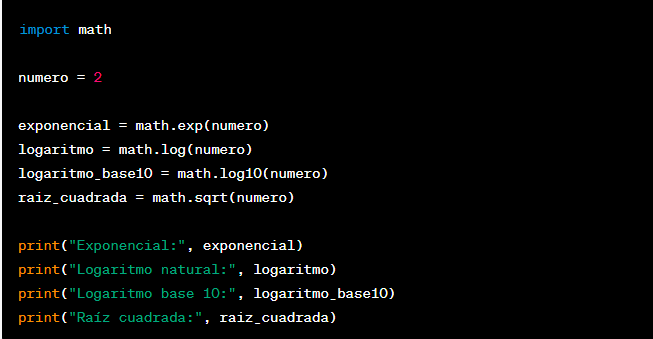 import math
numero = 2
exponencial = math.exp(numero)
logaritmo = math.log(numero)
logaritmo_base10 = math.log10(numero)
raiz_cuadrada = math.sqrt(numero)
print("Exponencial:", exponencial)
print("Logaritmo natural:", logaritmo)
print("Logaritmo base 10:", logaritmo_base10)
print("Raíz cuadrada:", raiz_cuadrada)